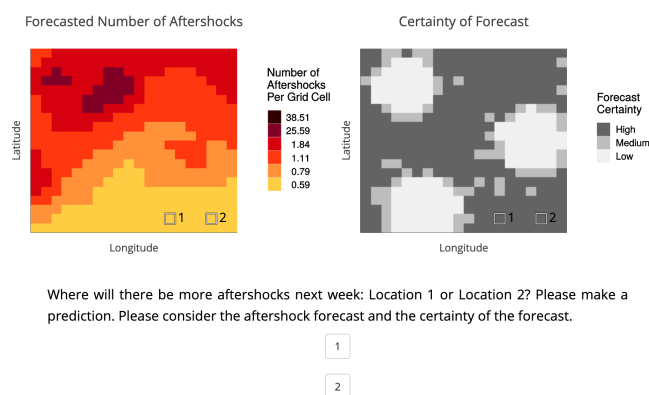 Forecasted Number of Aftershocks
Certainty of Forecast
Number of
Aftershocks
Per Grid Cell
38.51
25.59
1.84
1.11
0.79
0.59
Latitude
1
2
Longitude
Latitude
1
2
Longitude
Forecast
Certainty
High
Medium
Low
Where will there be more aftershocks next week: Location 1 or Location 2? Please make a
prediction. Please consider the aftershock forecast and the certainty of the forecast.
1
2